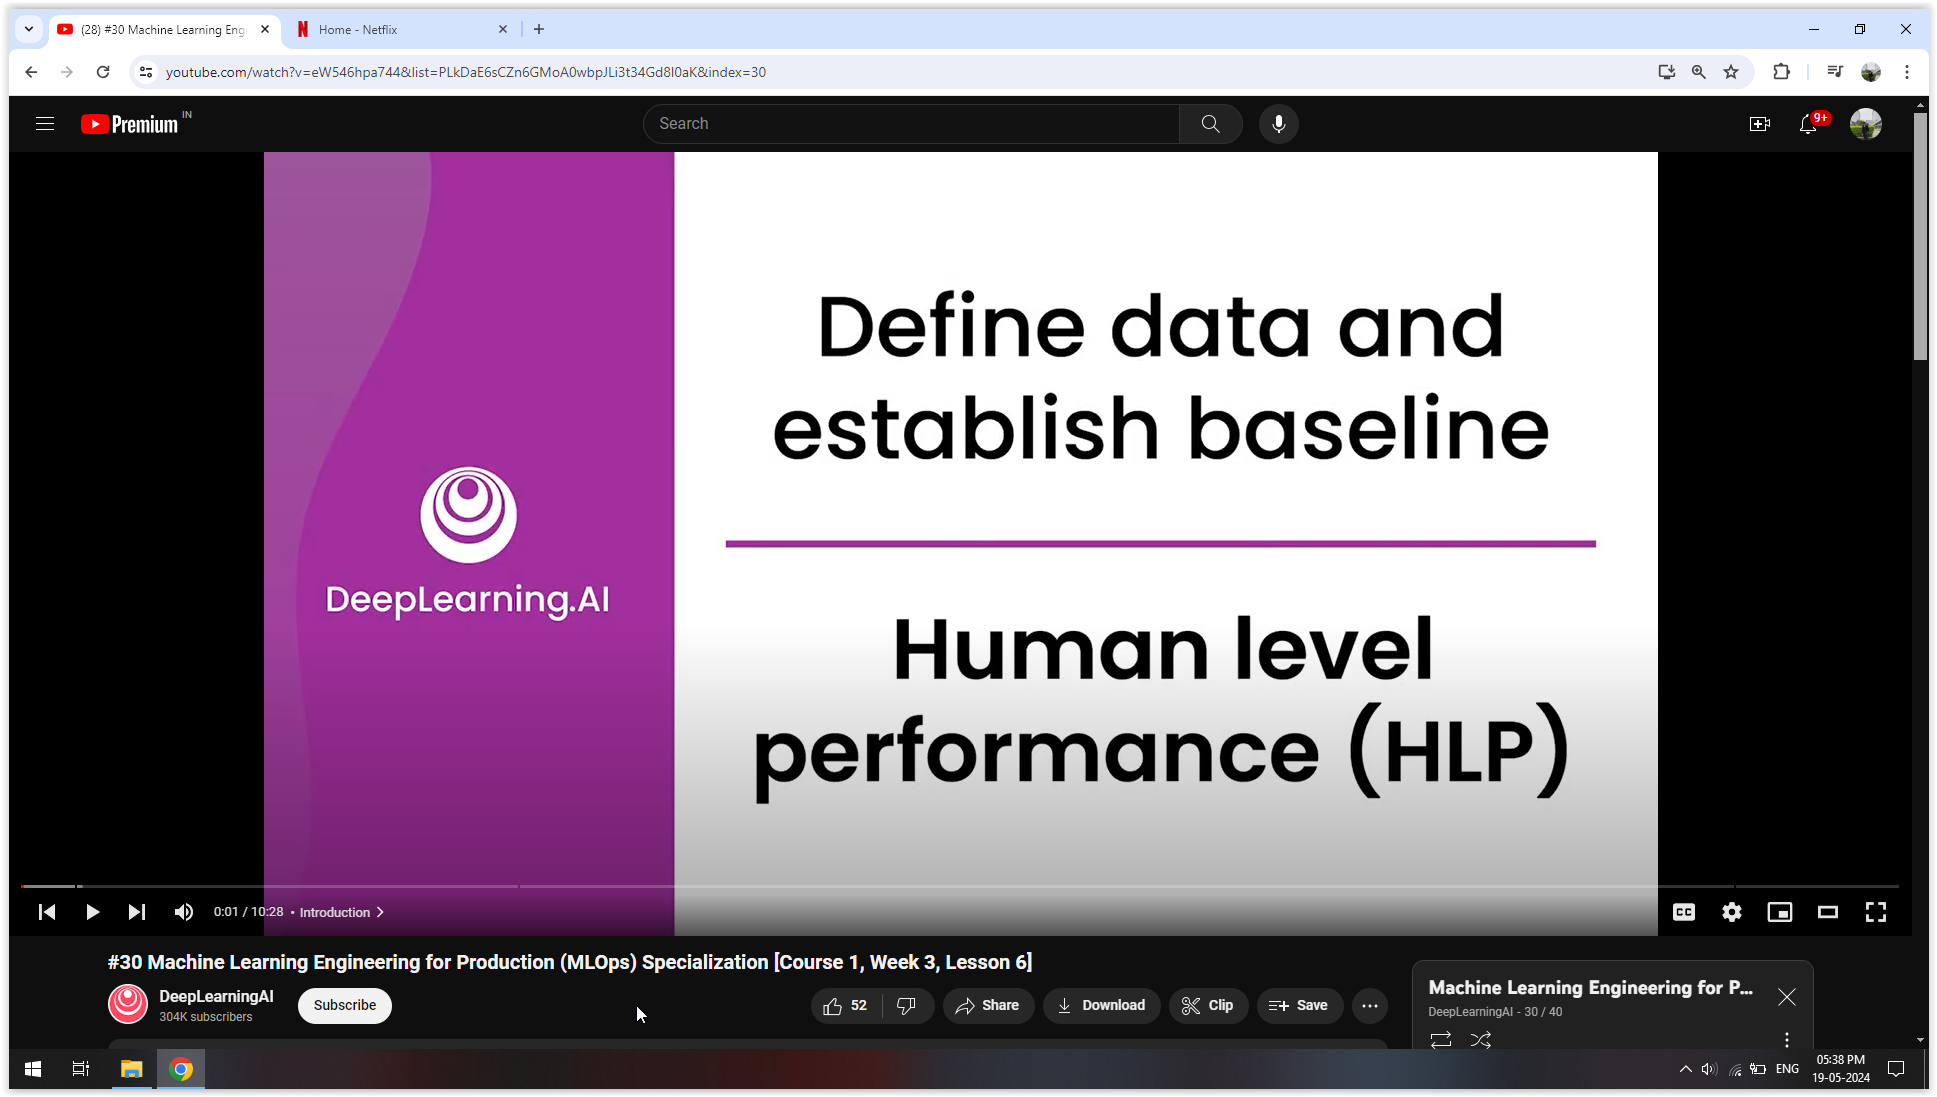 (28) #30 Machine Learning Eng
Home - Netflix
youtube.com/watch?v=eW546hpa744&list=PLkDaE6sCZn6GMoA0wbpJLi3t34Gd8l0aK&index=30
Premium IN
Search
9+
Define data and
establish baseline
DeepLearning.AI
Human level
performance (HLP)
0:01 / 10:28 • Introduction
CC
#30 Machine Learning Engineering for Production (MLOps) Specialization [Course 1, Week 3, Lesson 6]
DeepLearningAI
304K subscribers
Subscribe
52
Share
Download
Clip
Save
Machine Learning Engineering for P...
DeepLearningAI - 30 / 40
ENG
05:38 PM
19-05-2024